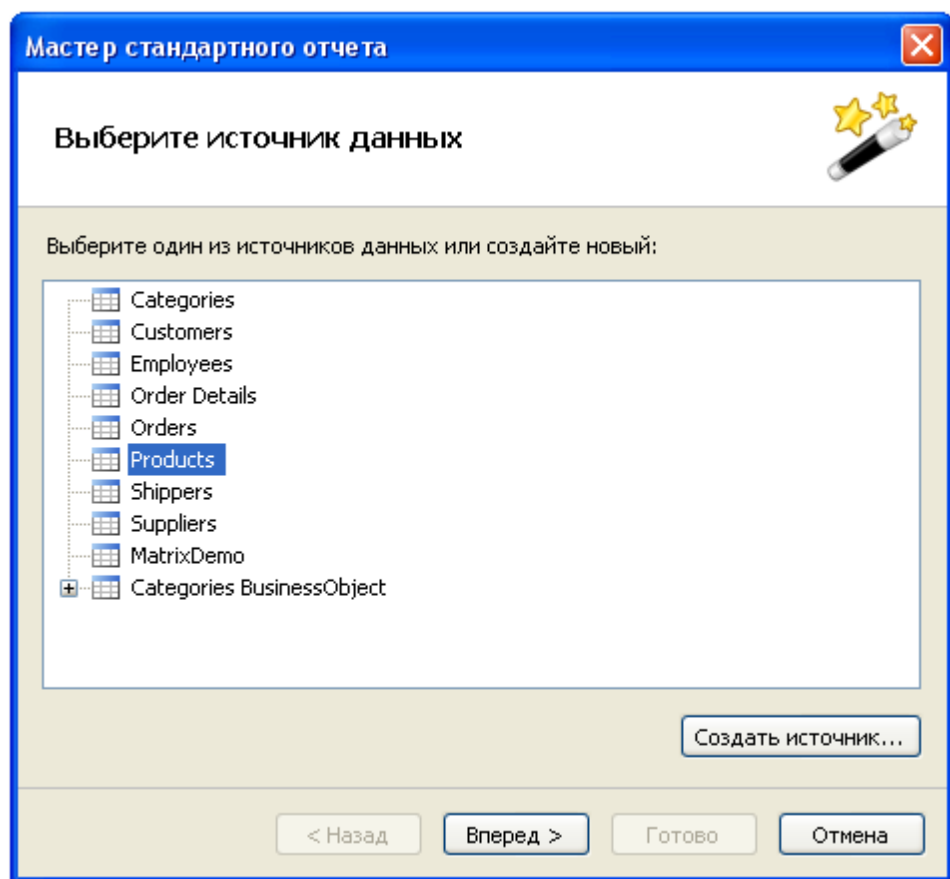 Мастер стандартного отчета
Выберите источник данных
Выберите один из источников данных или создайте новый:
Categories
Customers
Employees
Order Details
Orders
Products
Shippers
Suppliers
MatrixDemo
Categories BusinessObject
Создать источник...
< Назад
Вперед >
Готово
Отмена